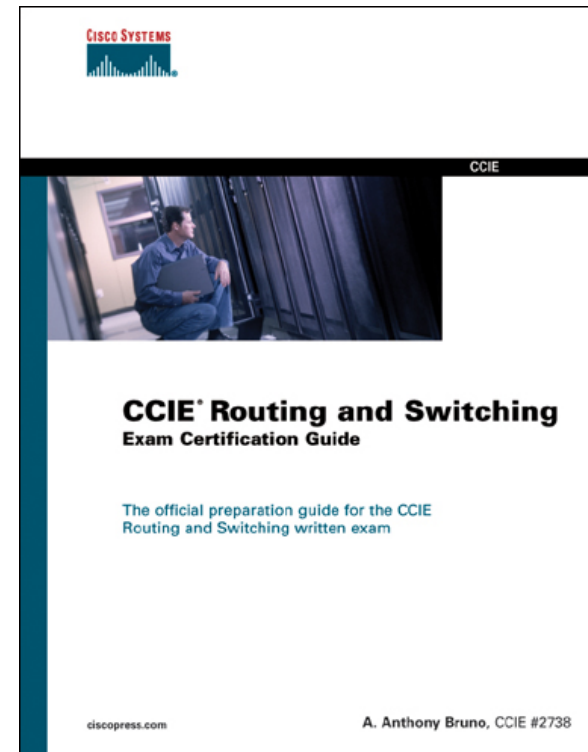 CISCO SYSTEMS
®
CCIE
CCIE® Routing and Switching
Exam Certification Guide
The official preparation guide for the CCIE
Routing and Switching written exam
ciscopress.com
A. Anthony Bruno, CCIE #2738